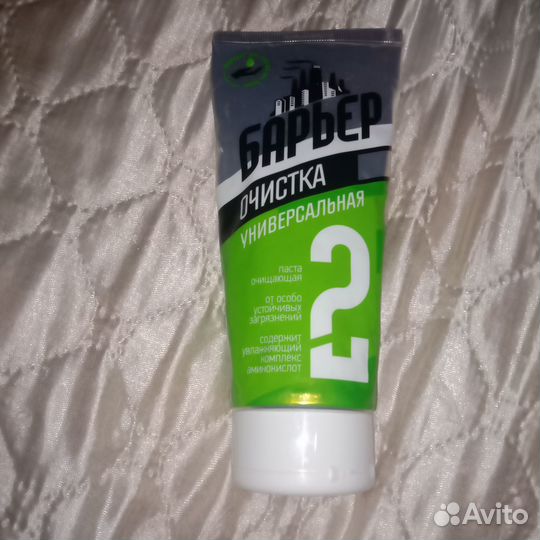 БАРЬЕР
ОЧИСТКА
УНИВЕРСАЛЬНАЯ
2
паста
очищающая
от особо
устойчивых
загрязнений
содержит
увлажняющий
комплекс
аминокислот
Avito